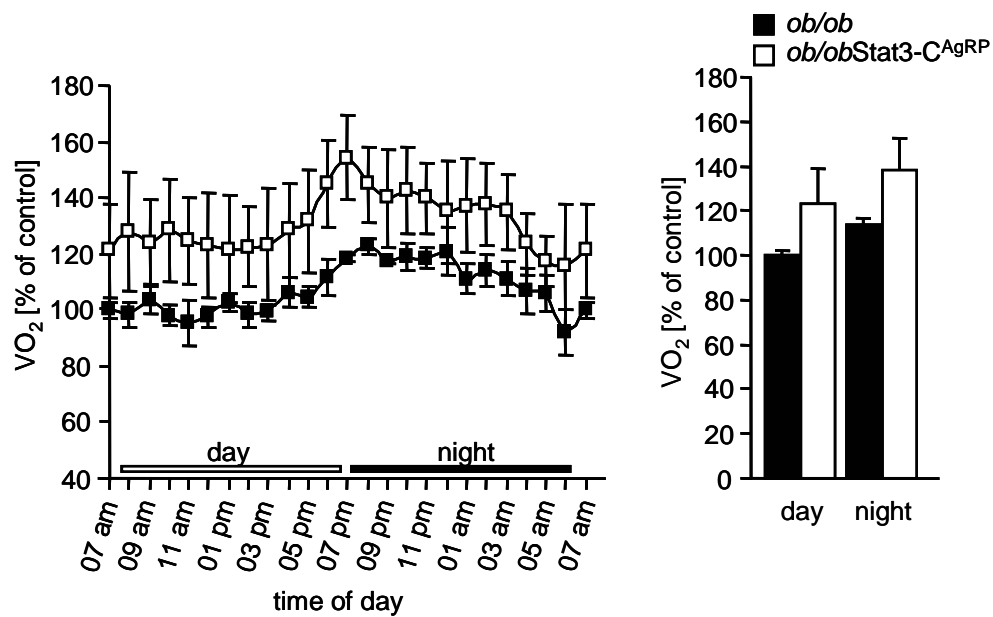 ob/ob
ob/obStat3-C^AgRP
VO₂ [% of control]
180
160
140
120
100
80
60
40
day
night
07 am
09 am
11 am
01 pm
03 pm
05 pm
07 pm
09 pm
11 pm
01 am
03 am
05 am
07 am
time of day
VO₂ [% of control]
180
160
140
120
100
80
60
40
20
0
day
night